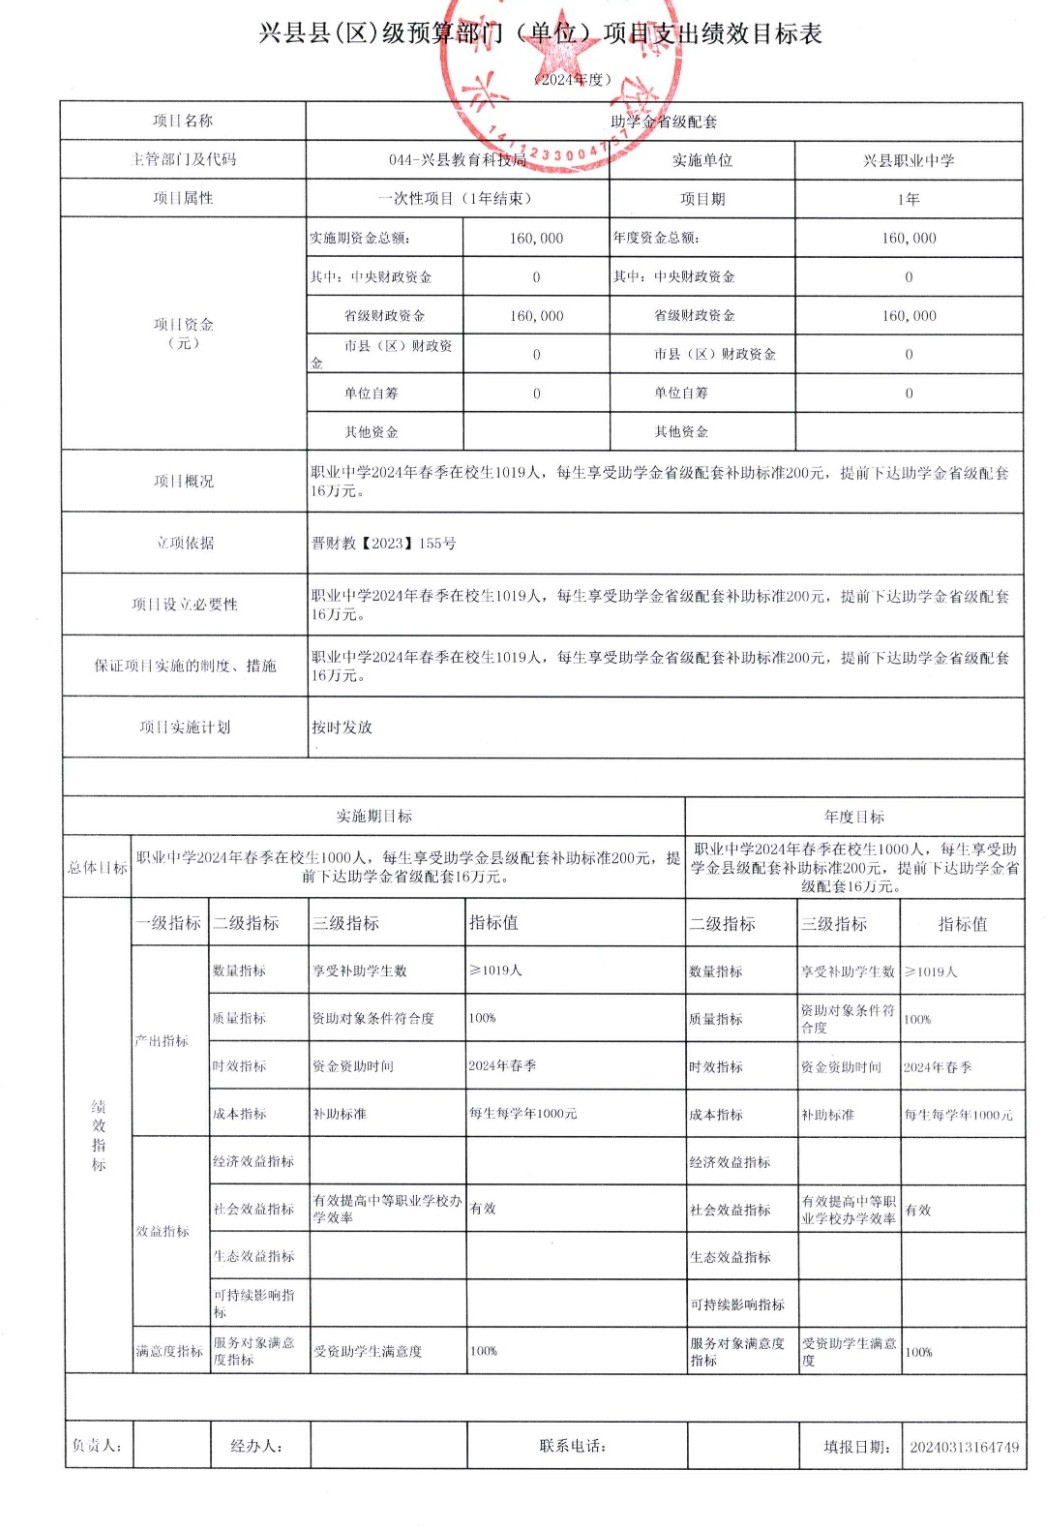 兴县县(区)级预算部门（单位）项目支出绩效目标表
（2024年度）
项目名称 助学金省级配套
主管部门及代码 044-兴县教育科技局 实施单位 兴县职业中学
项目属性 一次性项目（1年结束） 项目期 1年
项目资金
（元）
实施期资金总额： 160,000 年度资金总额： 160,000
其中：中央财政资金 0 其中：中央财政资金 0
省级财政资金 160,000 省级财政资金 160,000
市县（区）财政资
金 0 市县（区）财政资金 0
单位自筹 0 单位自筹 0
其他资金 其他资金
项目概况 职业中学2024年春季在校生1019人，每生享受助学金省级配套补助标准200元，提前下达助学金省级配套
16万元。
立项依据 晋财教【2023】155号
项目设立必要性 职业中学2024年春季在校生1019人，每生享受助学金省级配套补助标准200元，提前下达助学金省级配套
16万元。
保证项目实施的制度、措施 职业中学2024年春季在校生1019人，每生享受助学金省级配套补助标准200元，提前下达助学金省级配套
16万元。
项目实施计划 按时发放
实施期目标 年度目标
总体目标
职业中学2024年春季在校生1000人，每生享受助学金县级配套补助标准200元，提
前下达助学金省级配套16万元。
职业中学2024年春季在校生1000人，每生享受助
学金县级配套补助标准200元，提前下达助学金省
级配套16万元。
绩
效
指
标
一级指标 二级指标 三级指标 指标值 二级指标 三级指标 指标值
产出指标
数量指标 享受补助学生数 ≥1019人 数量指标 享受补助学生数 ≥1019人
质量指标 资助对象条件符合度 100% 质量指标 资助对象条件符
合度 100%
时效指标 资金资助时间 2024年春季 时效指标 资金资助时间 2024年春季
成本指标 补助标准 每生每学年1000元 成本指标 补助标准 每生每学年1000元
效益指标
经济效益指标 经济效益指标
社会效益指标 有效提高中等职业学校办
学效率 有效 社会效益指标 有效提高中等职
业学校办学效率 有效
生态效益指标 生态效益指标
可持续影响指
标 可持续影响指标
满意度指标 服务对象满意
度指标 受资助学生满意度 100% 服务对象满意度
指标 受资助学生满意
度 100%
负责人： 经办人： 联系电话： 填报日期： 20240313164749